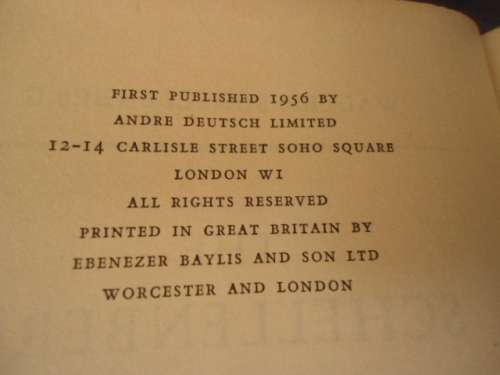 FIRST PUBLISHED 1956 BY
ANDRE DEUTSCH LIMITED
12–14 CARLISLE STREET SOHO SQUARE
LONDON WI
ALL RIGHTS RESERVED
PRINTED IN GREAT BRITAIN BY
EBENEZER BAYLIS AND SON LTD
WORCESTER AND LONDON